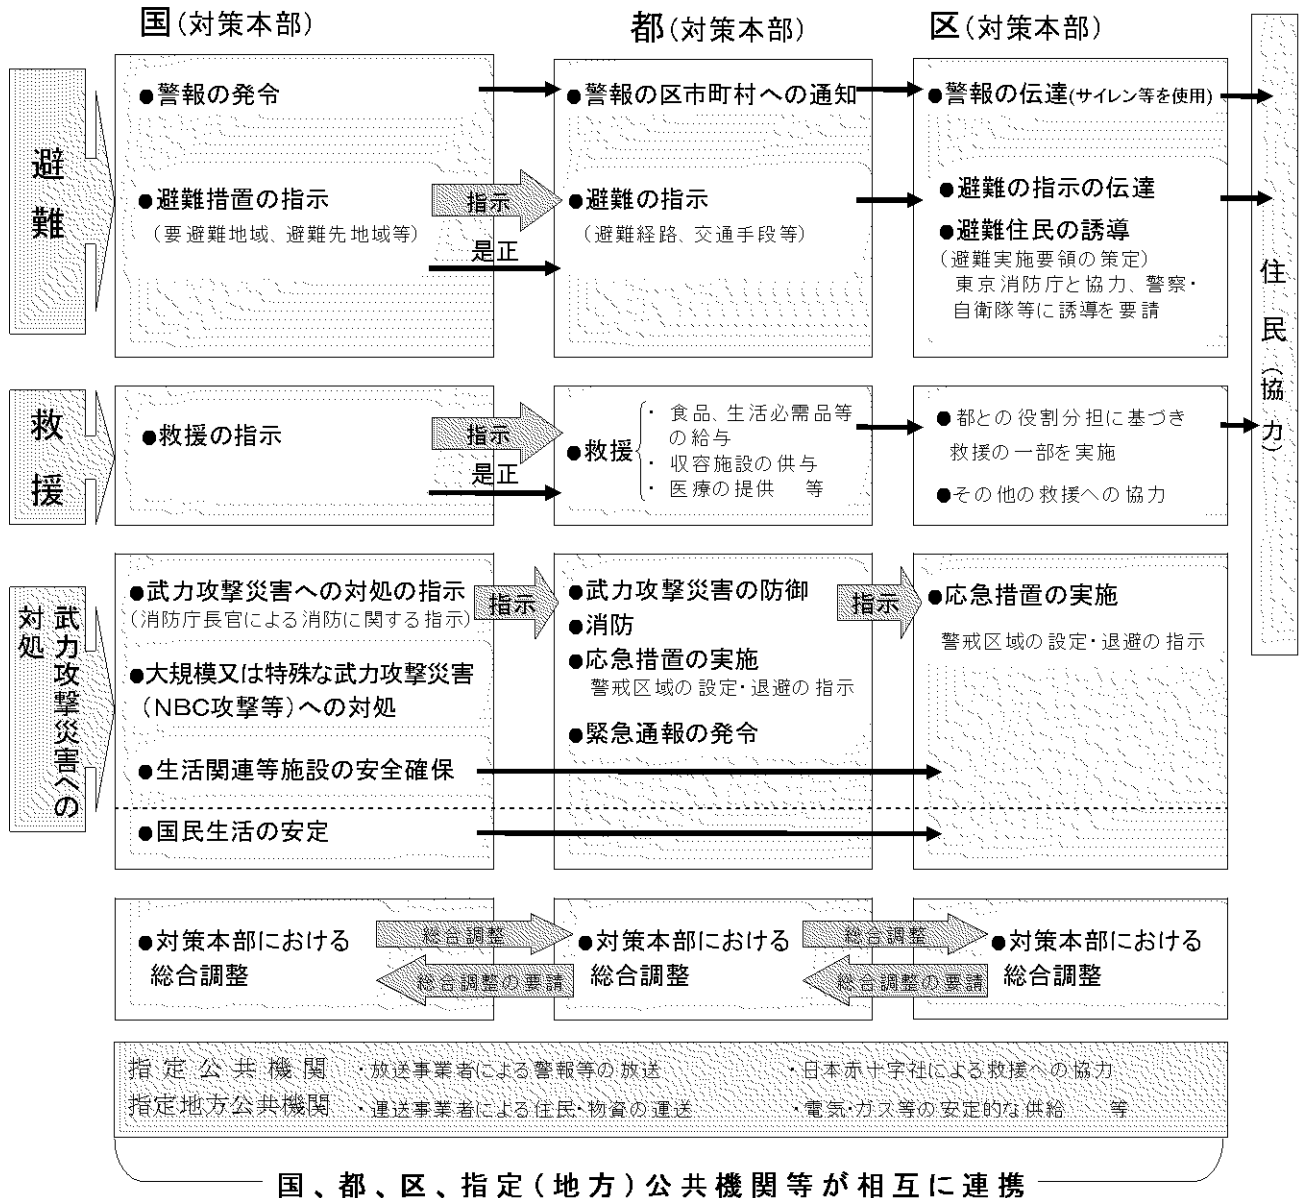 国(対策本部)
都(対策本部)
区(対策本部)
避難
●警報の発令
●警報の区市町村への通知
●警報の伝達(サイレン等を使用)
●避難措置の指示
(要避難地域、避難先地域等)
指示
是正
●避難の指示
(避難経路、交通手段等)
●避難の指示の伝達
●避難住民の誘導
(避難実施要領の策定)
東京消防庁と協力、警察・
自衛隊等に誘導を要請
住民(協力)
救援
●救援の指示
指示
是正
●救援
・ 食品、生活必需品等
の給与
・ 収容施設の供与
・ 医療の提供 等
●都との役割分担に基づき
救援の一部を実施
●その他の救援への協力
武力攻撃災害への
対処
●武力攻撃災害への対処の指示
(消防庁長官による消防に関する指示)
●大規模又は特殊な武力攻撃災害
(NBC攻撃等)への対処
●生活関連等施設の安全確保
●国民生活の安定
指示
●武力攻撃災害の防御
●消防
●応急措置の実施
警戒区域の設定・退避の指示
●緊急通報の発令
指示
●応急措置の実施
警戒区域の設定・退避の指示
●対策本部における
総合調整
総合調整
総合調整の要請
●対策本部における
総合調整
総合調整
総合調整の要請
●対策本部における
総合調整
指定公共機関
・放送事業者による警報等の放送
・日本赤十字社による救援への協力
指定地方公共機関
・運送事業者による住民・物資の運送
・電気・ガス等の安定的な供給 等
国、都、区、指定(地方)公共機関等が相互に連携